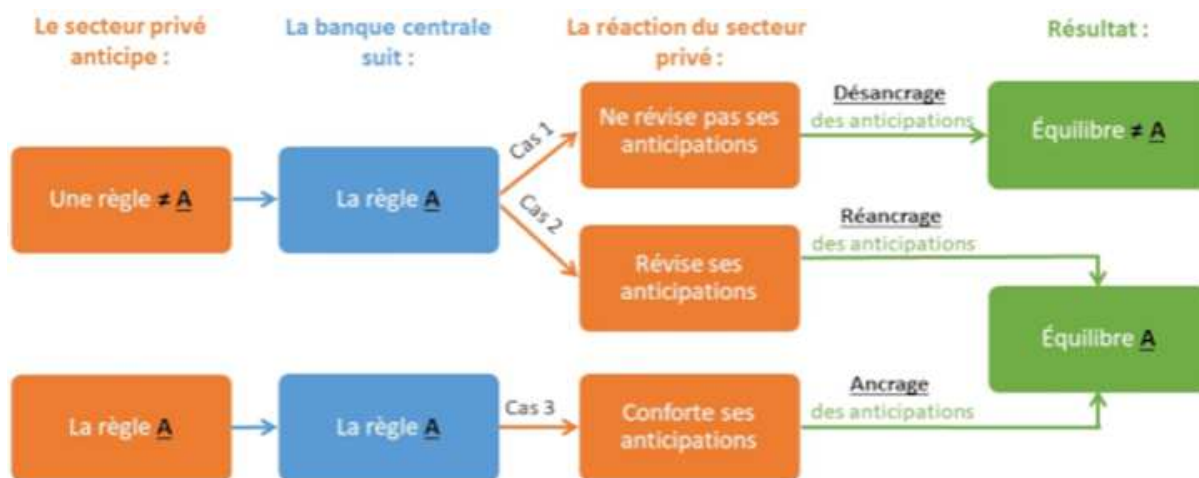 Le secteur privé
anticipe :
La banque centrale
suit :
La réaction du secteur
privé :
Résultat :
Une règle ≠ A
La règle A
Cas 1
Ne révise pas ses
anticipations
Désancrage
des anticipations
Équilibre ≠ A
Cas 2
Révise ses
anticipations
Réancrage
des anticipations
Équilibre A
La règle A
La règle A
Cas 3
Conforte ses
anticipations
Ancrage
des anticipations